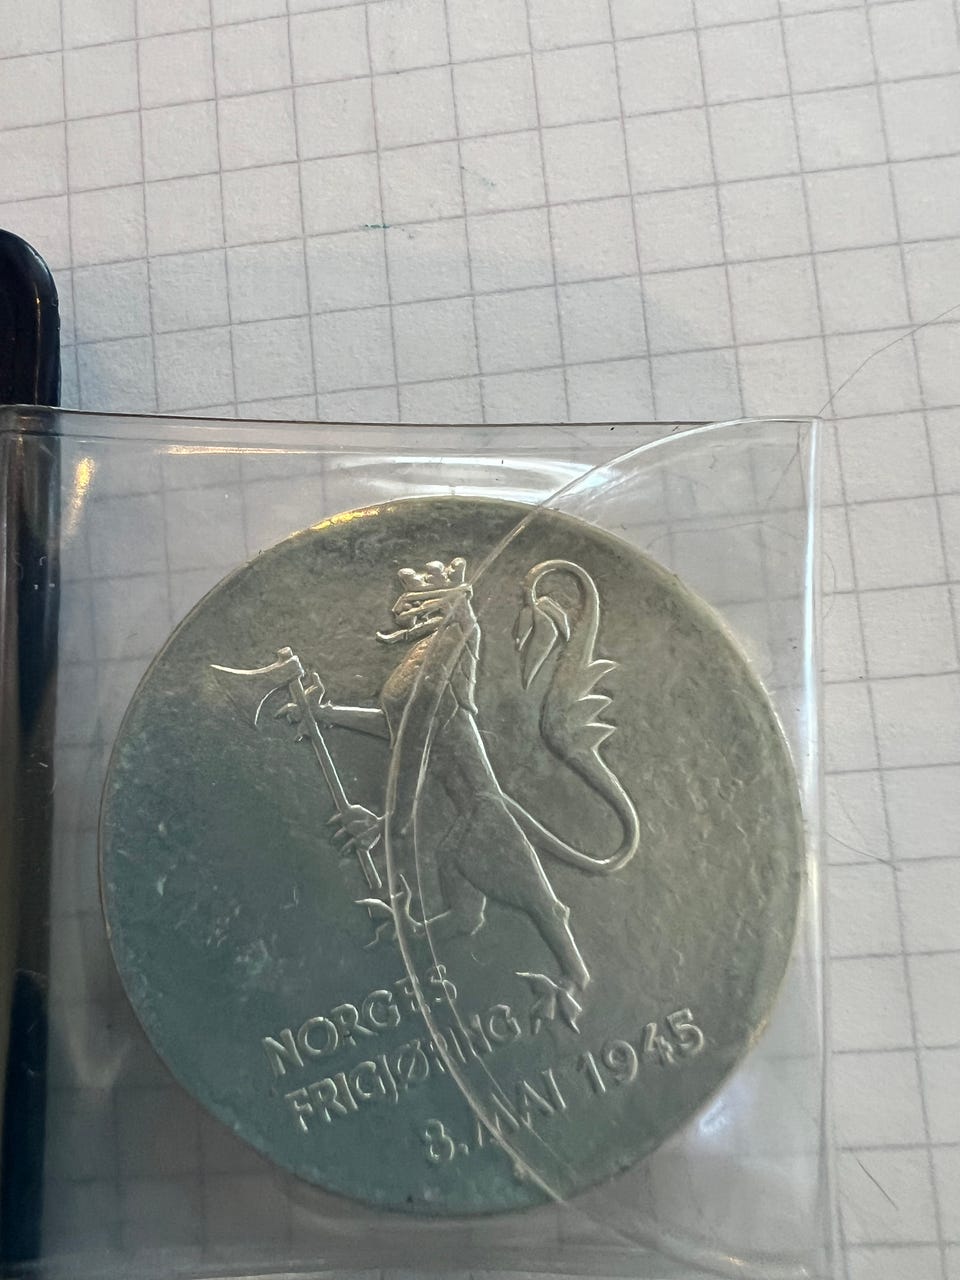 NORGES
FRIGJØRING
8. MAI 1945